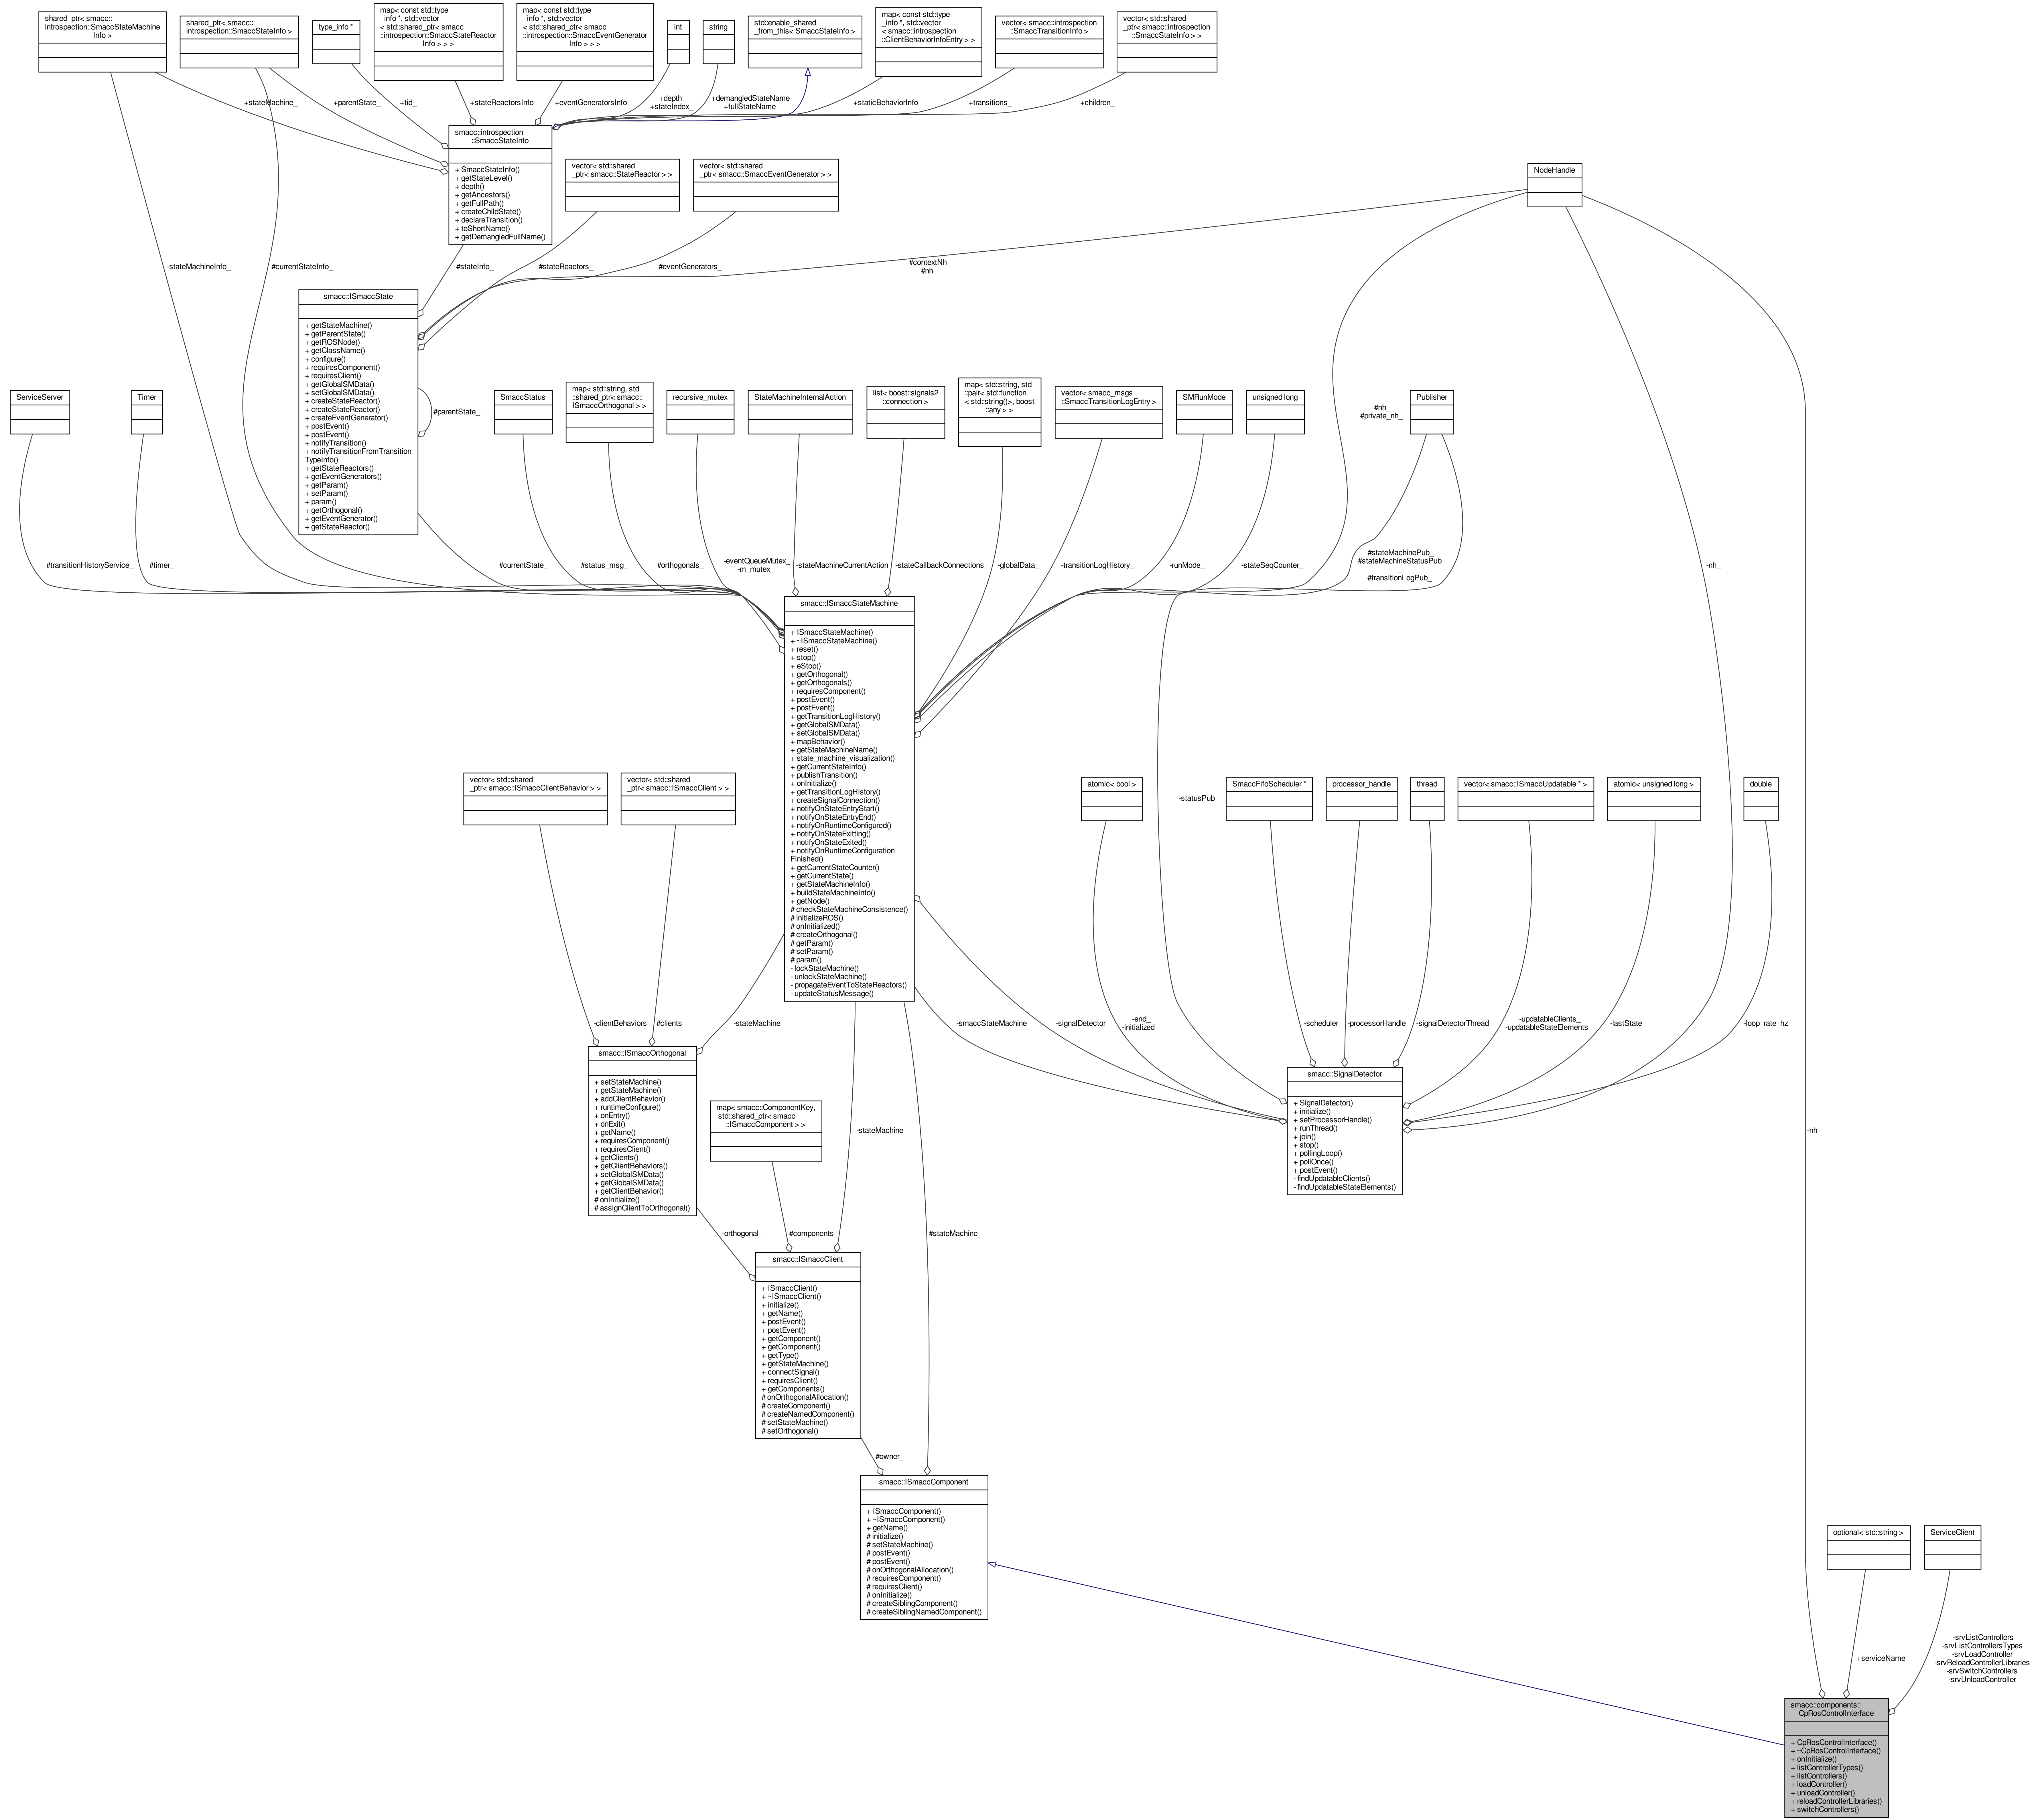 shared_ptr< smacc::
introspection::SmaccStateMachine
Info >
shared_ptr< smacc::
introspection::SmaccStateInfo >
type_info *
map< const std::type
_info *, std::vector
< std::shared_ptr< smacc
::introspection::SmaccStateReactor
Info > > >
map< const std::type
_info *, std::vector
< std::shared_ptr< smacc
::introspection::SmaccEventGenerator
Info > > >
int
string
std::enable_shared
_from_this< SmaccStateInfo >
map< const std::type
_info *, std::vector
< smacc::introspection
::ClientBehaviorInfoEntry > >
vector< smacc::introspection
::SmaccTransitionInfo >
vector< std::shared
_ptr< smacc::introspection
::SmaccStateInfo > >
+stateMachine_
+parentState_
+tid_
+stateReactorsInfo
+eventGeneratorsInfo
+depth_
+stateIndex_
+demangledStateName
+fullStateName
+staticBehaviorInfo
+transitions_
+children_
smacc::introspection
::SmaccStateInfo
+ SmaccStateInfo()
+ getStateLevel()
+ depth()
+ getAncestors()
+ getFullPath()
+ createChildState()
+ declareTransition()
+ toShortName()
+ getDemangledFullName()
vector< std::shared
_ptr< smacc::StateReactor > >
vector< std::shared
_ptr< smacc::SmaccEventGenerator > >
NodeHandle
-stateMachineInfo_
#currentStateInfo_
#stateInfo_
#stateReactors_
#eventGenerators_
#contextNh
#nh
smacc::ISmaccState
+ getStateMachine()
+ getParentState()
+ getROSNode()
+ getClassName()
+ configure()
+ requiresComponent()
+ requiresClient()
+ getGlobalSMData()
+ setGlobalSMData()
+ createStateReactor()
+ createStateReactor()
+ createEventGenerator()
+ postEvent()
+ postEvent()
+ notifyTransition()
+ notifyTransitionFromTransition
TypeInfo()
+ getStateReactors()
+ getEventGenerators()
+ getParam()
+ setParam()
+ param()
+ getOrthogonal()
+ getEventGenerator()
+ getStateReactor()
#parentState_
ServiceServer
Timer
SmaccStatus
map< std::string, std
::shared_ptr< smacc::
ISmaccOrthogonal > >
recursive_mutex
StateMachineInternalAction
list< boost::signals2
::connection >
map< std::string, std
::pair< std::function
< std::string()>, boost
::any > >
vector< smacc_msgs
::SmaccTransitionLogEntry >
SMRunMode
unsigned long
Publisher
#nh_
#private_nh_
#transitionHistoryService_
#timer_
#currentState_
#status_msg_
#orthogonals_
-eventQueueMutex_
-m_mutex_
-stateMachineCurrentAction
-stateCallbackConnections
-globalData_
-transitionLogHistory_
-runMode_
-stateSeqCounter_
#stateMachinePub_
#stateMachineStatusPub
_
#transitionLogPub_
-nh_
smacc::ISmaccStateMachine
+ ISmaccStateMachine()
+ ~ISmaccStateMachine()
+ reset()
+ stop()
+ eStop()
+ getOrthogonal()
+ getOrthogonals()
+ requiresComponent()
+ postEvent()
+ postEvent()
+ getTransitionLogHistory()
+ getGlobalSMData()
+ setGlobalSMData()
+ mapBehavior()
+ getStateMachineName()
+ state_machine_visualization()
+ getCurrentStateInfo()
+ publishTransition()
+ onInitialize()
+ getTransitionLogHistory()
+ createSignalConnection()
+ notifyOnStateEntryStart()
+ notifyOnStateEntryEnd()
+ notifyOnRuntimeConfigured()
+ notifyOnStateExitting()
+ notifyOnStateExited()
+ notifyOnRuntimeConfiguration
Finished()
+ getCurrentStateCounter()
+ getCurrentState()
+ getStateMachineInfo()
+ buildStateMachineInfo()
+ getNode()
# checkStateMachineConsistence()
# initializeROS()
# onInitialized()
# createOrthogonal()
# getParam()
# setParam()
# param()
- lockStateMachine()
- unlockStateMachine()
- propagateEventToStateReactors()
- updateStatusMessage()
vector< std::shared
_ptr< smacc::ISmaccClientBehavior > >
vector< std::shared
_ptr< smacc::ISmaccClient > >
atomic< bool >
-statusPub_
SmaccFifoScheduler *
processor_handle
thread
vector< smacc::ISmaccUpdatable * >
atomic< unsigned long >
double
-clientBehaviors_
#clients_
-stateMachine_
-smaccStateMachine_
-signalDetector_
-end_
-initialized_
-scheduler_
-processorHandle_
-signalDetectorThread_
-updatableClients_
-updatableStateElements_
-lastState_
-loop_rate_hz
smacc::ISmaccOrthogonal
+ setStateMachine()
+ getStateMachine()
+ addClientBehavior()
+ runtimeConfigure()
+ onEntry()
+ onExit()
+ getName()
+ requiresComponent()
+ requiresClient()
+ getClients()
+ getClientBehaviors()
+ setGlobalSMData()
+ getGlobalSMData()
+ getClientBehavior()
# onInitialize()
# assignClientToOrthogonal()
smacc::SignalDetector
+ SignalDetector()
+ initialize()
+ setProcessorHandle()
+ runThread()
+ join()
+ stop()
+ pollingLoop()
+ pollOnce()
+ postEvent()
- findUpdatableClients()
- findUpdatableStateElements()
map< smacc::ComponentKey,
std::shared_ptr< smacc
::ISmaccComponent > >
-stateMachine_
-nh_
-orthogonal_
#components_
#stateMachine_
smacc::ISmaccClient
+ ISmaccClient()
+ ~ISmaccClient()
+ initialize()
+ getName()
+ postEvent()
+ postEvent()
+ getComponent()
+ getComponent()
+ getType()
+ getStateMachine()
+ connectSignal()
+ requiresClient()
+ getComponents()
# onOrthogonalAllocation()
# createComponent()
# createNamedComponent()
# setStateMachine()
# setOrthogonal()
#owner_
smacc::ISmaccComponent
+ ISmaccComponent()
+ ~ISmaccComponent()
+ getName()
# initialize()
# setStateMachine()
# postEvent()
# postEvent()
# onOrthogonalAllocation()
# requiresComponent()
# requiresClient()
# onInitialize()
# createSiblingComponent()
# createSiblingNamedComponent()
optional< std::string >
ServiceClient
+serviceName_
-srvListControllers
-srvListControllersTypes
-srvLoadController
-srvReloadControllerLibraries
-srvSwitchControllers
-srvUnloadController
smacc::components::
CpRosControlInterface
+ CpRosControlInterface()
+ ~CpRosControlInterface()
+ onInitialize()
+ listControllerTypes()
+ listControllers()
+ loadController()
+ unloadController()
+ reloadControllerLibraries()
+ switchControllers()